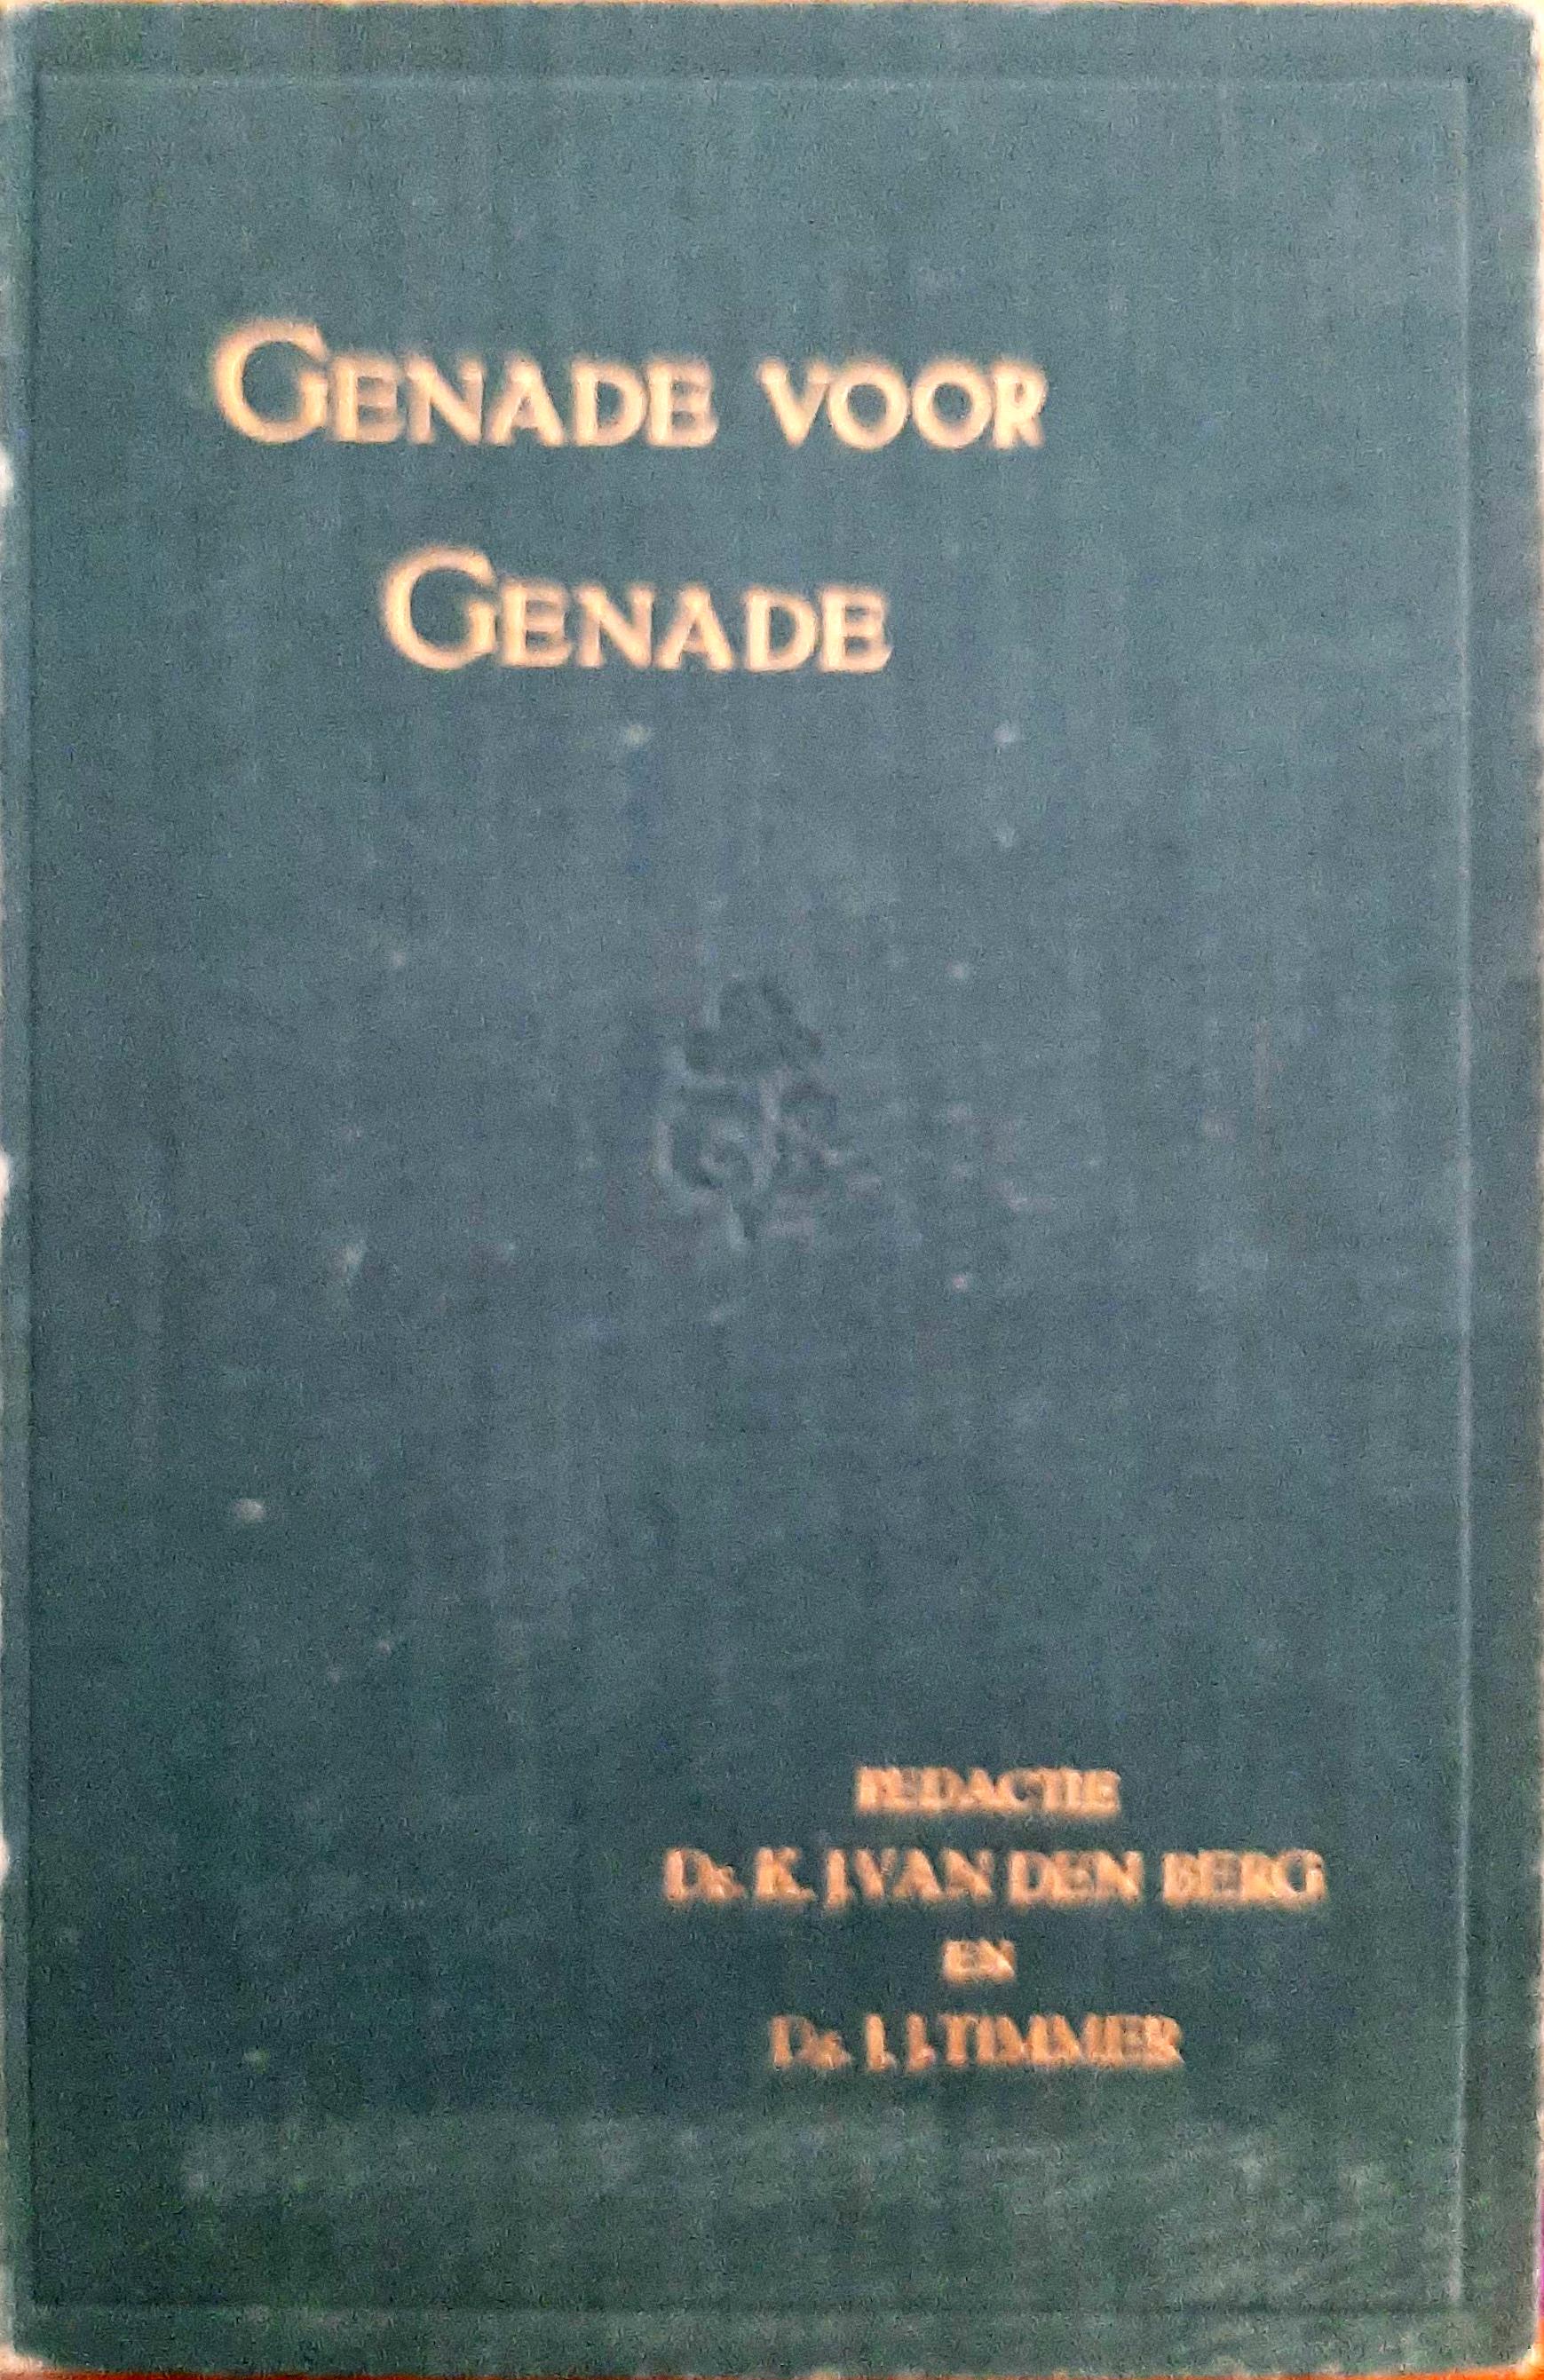 GENADE VOOR
GENADE
REDACTIE
Ds. K. J. VAN DEN BERG
EN
Ds. J. J. TIMMER